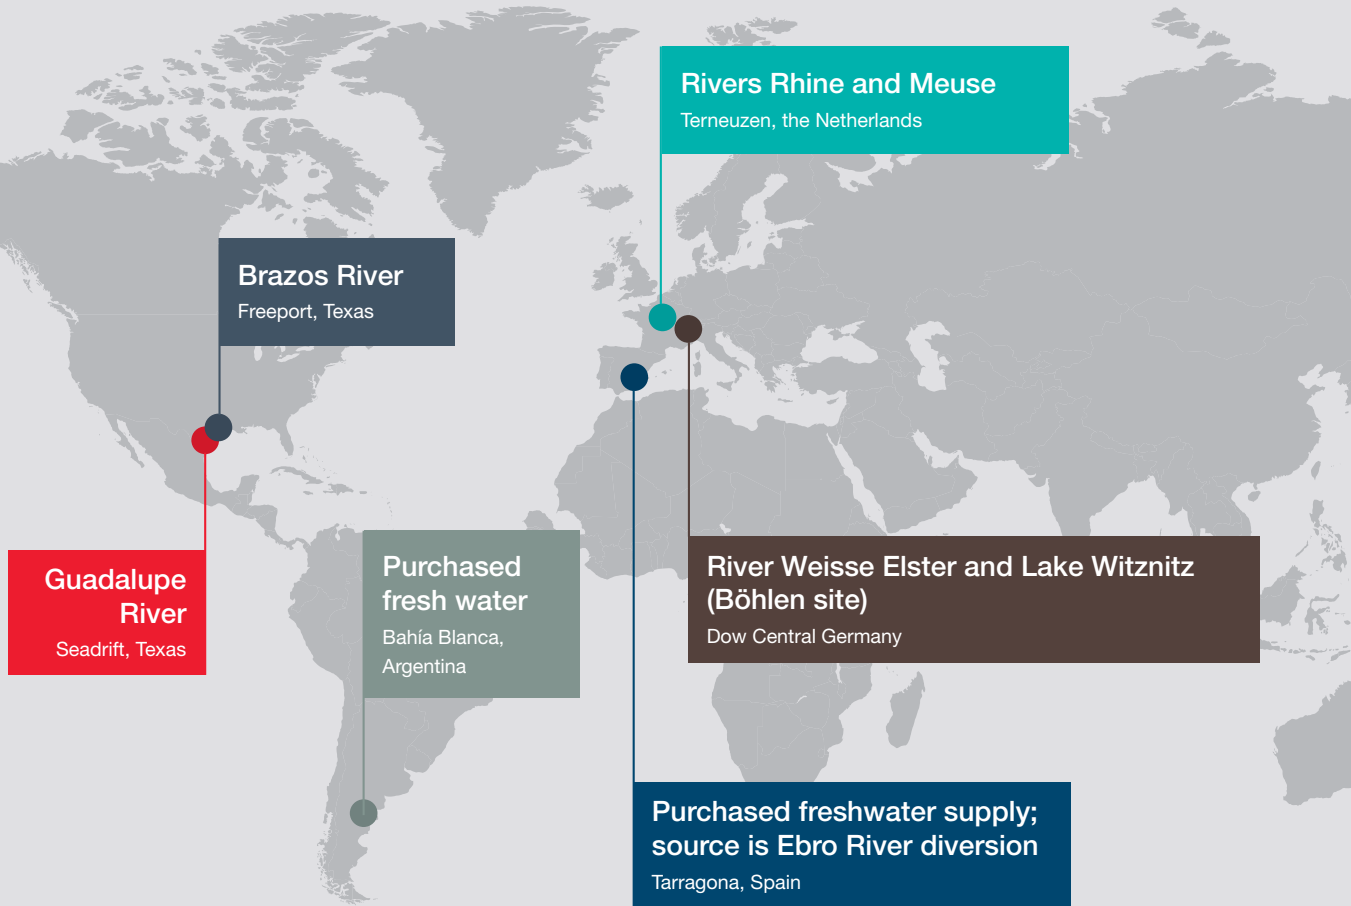 Rivers Rhine and Meuse
Terneuzen, the Netherlands
Brazos River
Freeport, Texas
Guadalupe
River
Seadrift, Texas
Purchased
fresh water
Bahía Blanca,
Argentina
River Weisse Elster and Lake Witznitz
(Böhlen site)
Dow Central Germany
Purchased freshwater supply;
source is Ebro River diversion
Tarragona, Spain